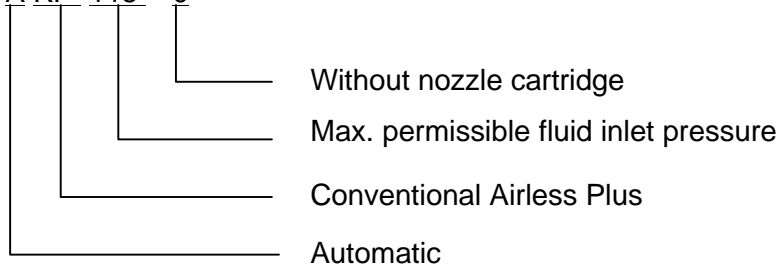 Without nozzle cartridge
Max. permissible fluid inlet pressure
Conventional Airless Plus
Automatic